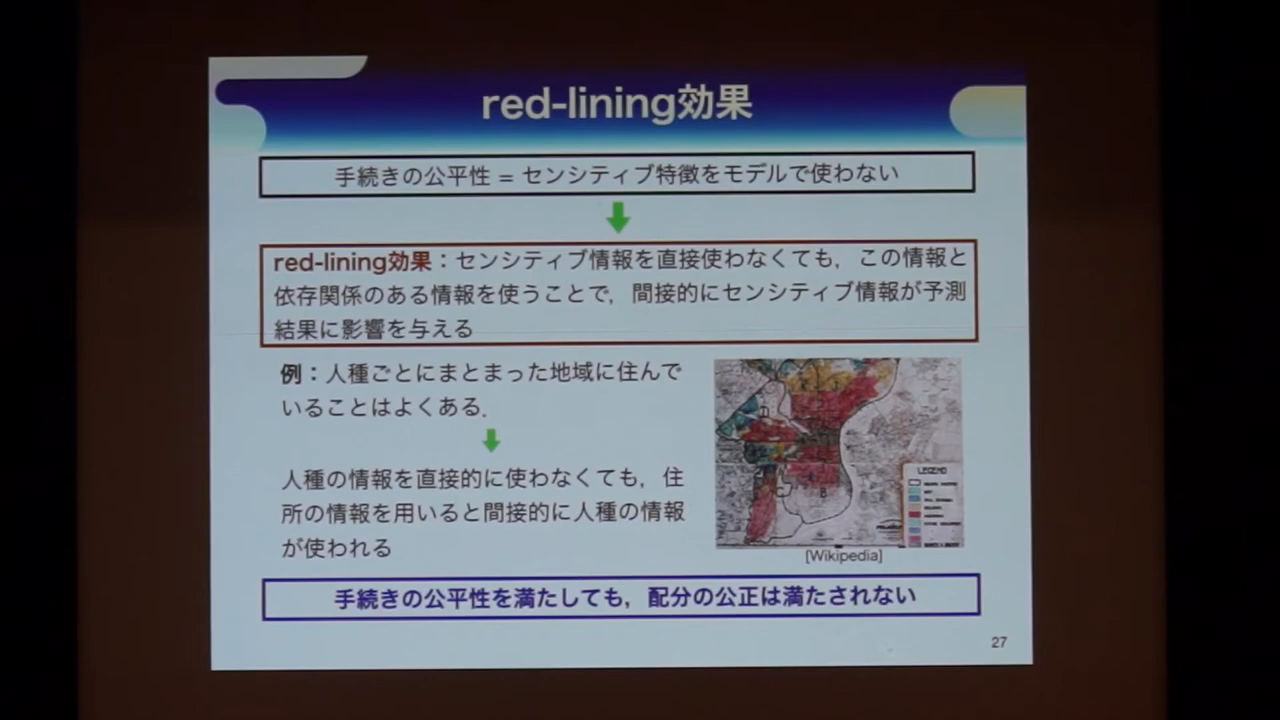 red-lining効果
手続きの公平性 = センシティブ特徴をモデルで使わない
red-lining効果：センシティブ情報を直接使わなくても，この情報と
依存関係のある情報を使うことで，間接的にセンシティブ情報が予測
結果に影響を与える
例：人種ごとにまとまった地域に住んで
いることはよくある．
人種の情報を直接的に使わなくても，住
所の情報を用いると間接的に人種の情報
が使われる
LEGEND
[Wikipedia]
手続きの公平性を満たしても，配分の公正は満たされない
27